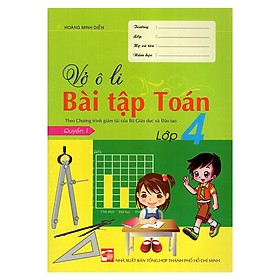 HOÀNG MINH DIỄN
Trường:
Lớp:
Họ và tên:
Năm học:
Vở ô li
Bài tập Toán
Theo Chương trình giảm tải của Bộ Giáo dục và Đào tạo
Quyển 1
Lớp 4
NHÀ XUẤT BẢN TỔNG HỢP THÀNH PHỐ HỒ CHÍ MINH